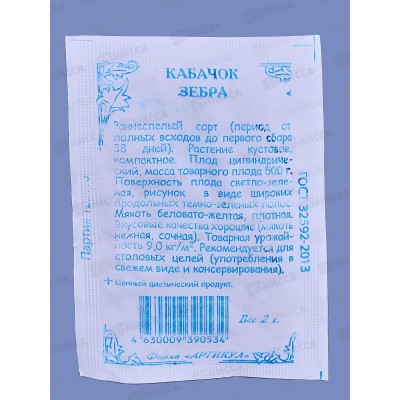 КАБАЧОК
ЗЕБРА
Раннеспелый сорт (период от
полных всходов до первого сбора
38 дней). Растение кустовое,
компактное. Плод цилиндричес-
кий, масса товарного плода 500 г.
Поверхность плода светло-зеле-
ная, рисунок в виде широких
продольных темно-зеленых полос.
Мякоть беловато-желтая, плотная.
Вкусовые качества хорошие (мякоть
нежная, сочная). Товарная урожай-
ность 9,0 кг/м². Рекомендуется для
столовых целей (употребления в
свежем виде и консервирования).
+ Ценный диетический продукт.
Вес 2 г.
4 630009 390534
Фирма «АРТИКУЛ»
ГОСТ 32592-2013
Партия